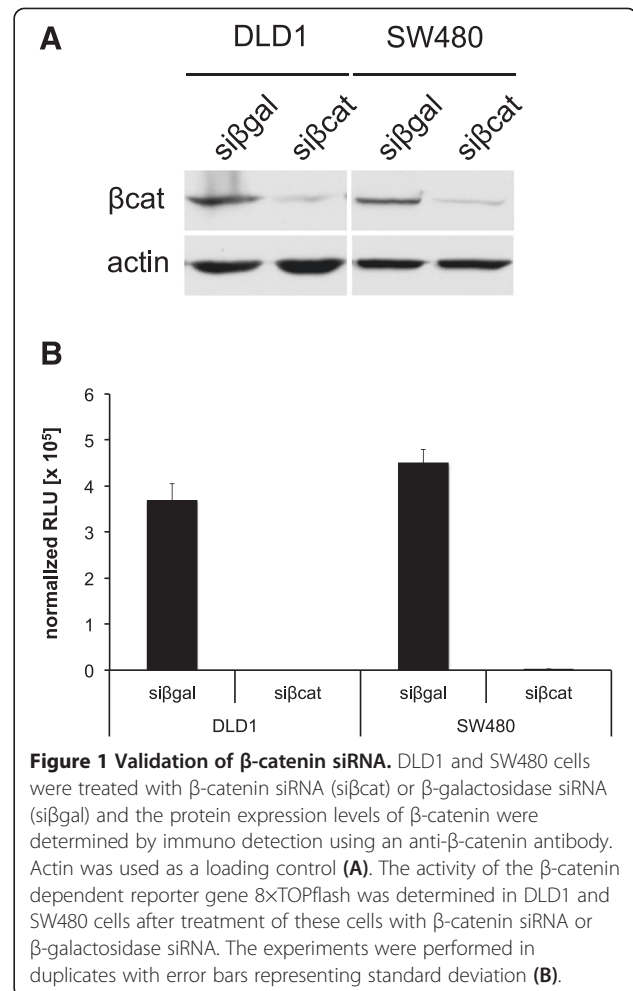 A
DLD1 SW480
siβgal siβcat siβgal siβcat
βcat
actin
B
normalized RLU [x 10⁵]
6
5
4
3
2
1
0
siβgal siβcat siβgal siβcat
DLD1 SW480
Figure 1 Validation of β-catenin siRNA. DLD1 and SW480 cells
were treated with β-catenin siRNA (siβcat) or β-galactosidase siRNA
(siβgal) and the protein expression levels of β-catenin were
determined by immuno detection using an anti-β-catenin antibody.
Actin was used as a loading control (A). The activity of the β-catenin
dependent reporter gene 8×TOPflash was determined in DLD1 and
SW480 cells after treatment of these cells with β-catenin siRNA or
β-galactosidase siRNA. The experiments were performed in
duplicates with error bars representing standard deviation (B).